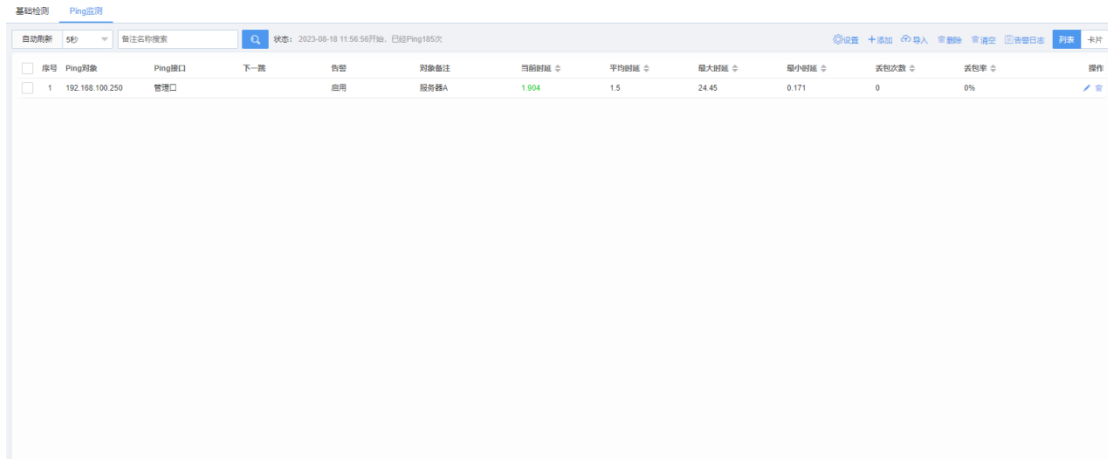 基础检测 Ping监测
自动刷新 5秒 备注名称搜索 状态: 2023-08-18 11:56:56开始, 已经Ping185次 设置 添加 导入 删除 清空 告警日志 列表 卡片
序号 Ping对象 Ping接口 下一跳 告警 对象备注 当前时延 平均时延 最大时延 最小时延 丢包次数 丢包率 操作
1 192.168.100.250 管理口 启用 服务器A 1.904 1.5 24.45 0.171 0 0%